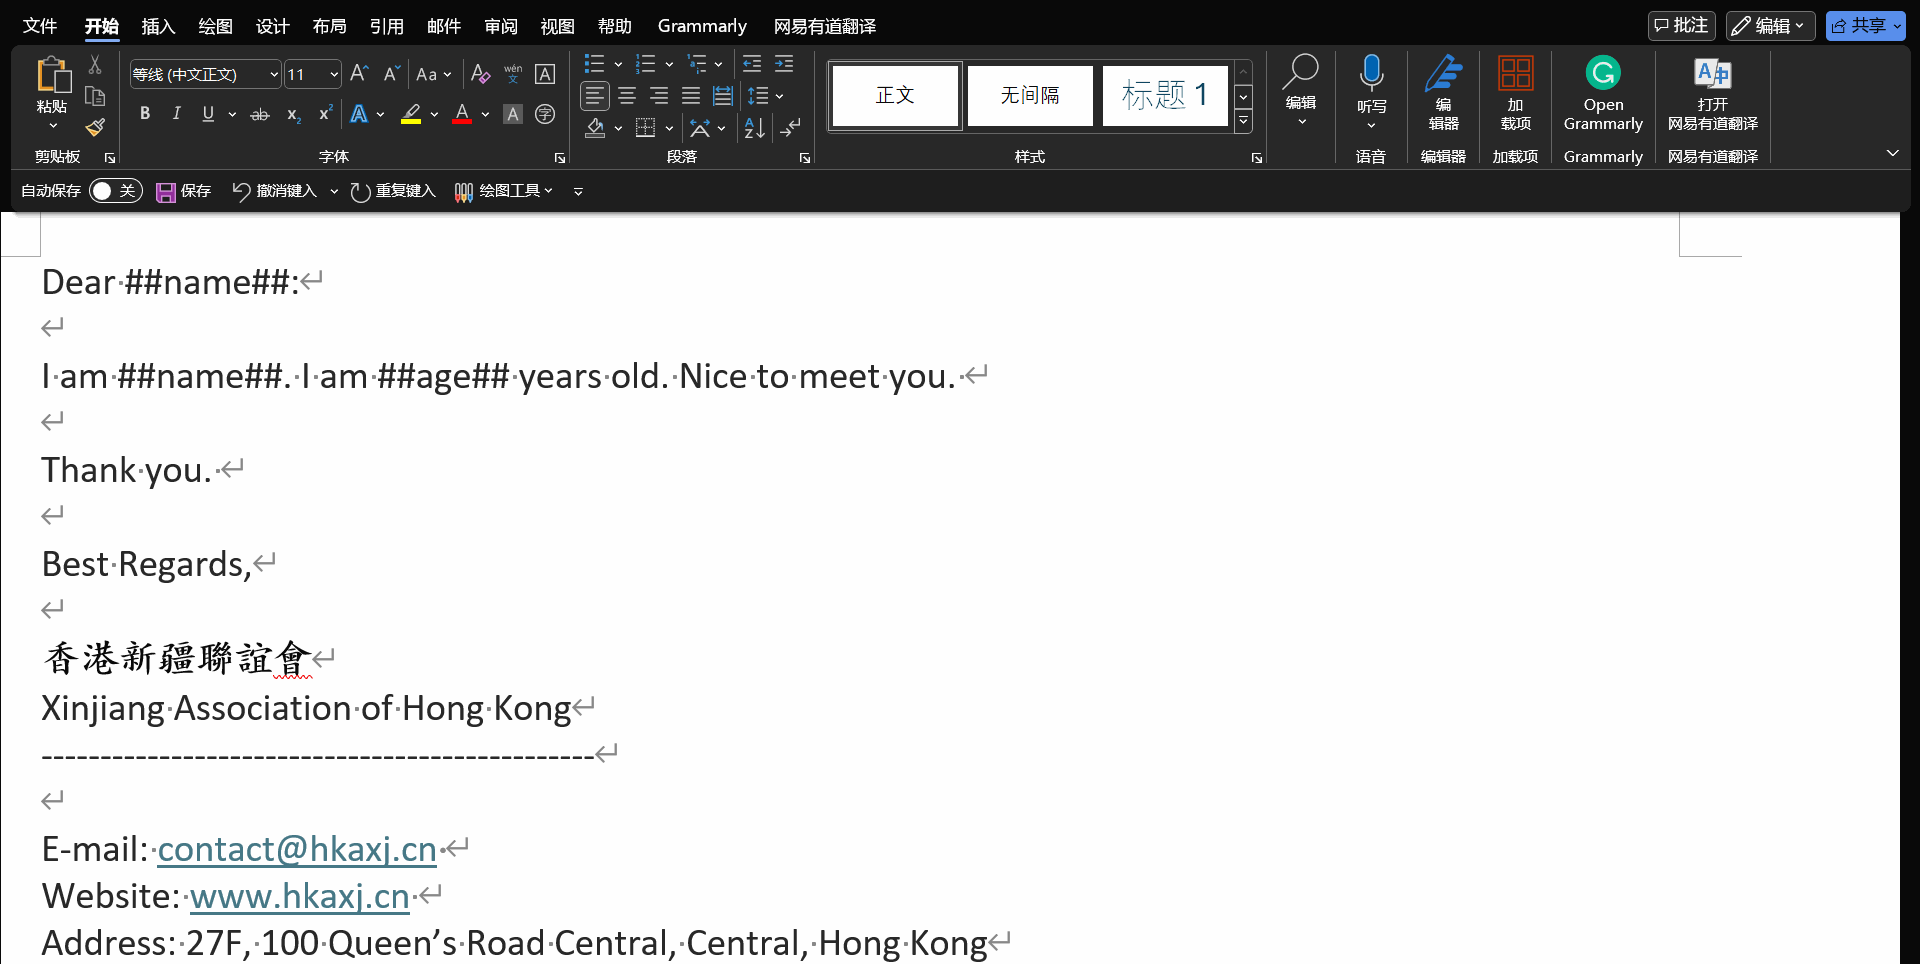 文件 开始 插入 绘图 设计 布局 引用 邮件 审阅 视图 帮助 Grammarly 网易有道翻译 批注 编辑 共享
粘贴 等线 (中文正文) 11 A A Aa A wén 文 A 正文 无间隔 标题 1 编辑 听写 编辑器 加载项 Open Grammarly 打开 网易有道翻译
B I U ab x₂ x² A A A 字
剪贴板 字体 段落 样式 语音 编辑器 加载项 Grammarly 网易有道翻译
自动保存 关 保存 撤消键入 重复键入 绘图工具
Dear ##name##:
I am ##name##. I am ##age## years old. Nice to meet you.
Thank you.
Best Regards,
香港新疆聯誼會
Xinjiang Association of Hong Kong
-----------------------------------------------
E-mail: contact@hkaxj.cn
Website: www.hkaxj.cn
Address: 27F, 100 Queen’s Road Central, Central, Hong Kong